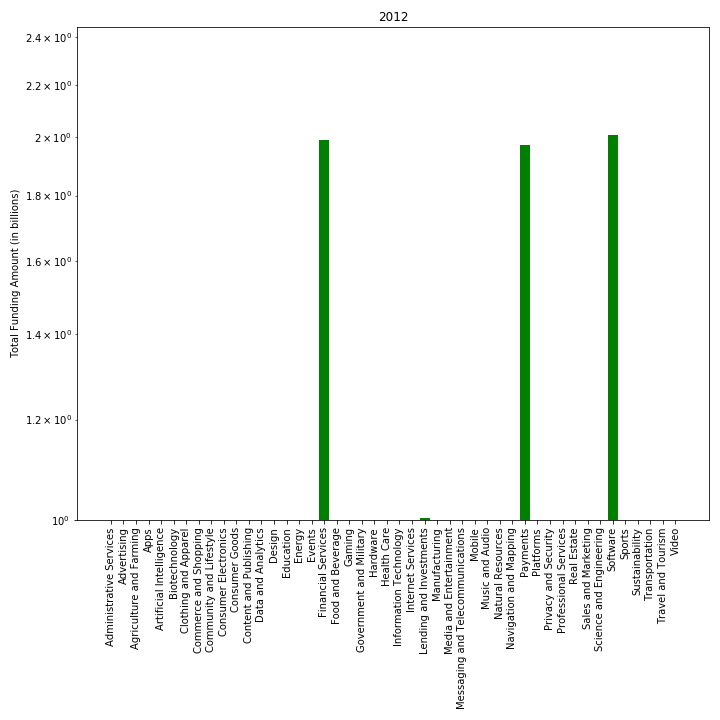 2012
Total Funding Amount (in billions)
2.4 × 10⁰
2.2 × 10⁰
2 × 10⁰
1.8 × 10⁰
1.6 × 10⁰
1.4 × 10⁰
1.2 × 10⁰
10⁰
Administrative Services
Advertising
Agriculture and Farming
Apps
Artificial Intelligence
Biotechnology
Clothing and Apparel
Commerce and Shopping
Community and Lifestyle
Consumer Electronics
Consumer Goods
Content and Publishing
Data and Analytics
Design
Education
Energy
Events
Financial Services
Food and Beverage
Gaming
Government and Military
Hardware
Health Care
Information Technology
Internet Services
Lending and Investments
Manufacturing
Media and Entertainment
Messaging and Telecommunications
Mobile
Music and Audio
Natural Resources
Navigation and Mapping
Payments
Platforms
Privacy and Security
Professional Services
Real Estate
Sales and Marketing
Science and Engineering
Software
Sports
Sustainability
Transportation
Travel and Tourism
Video